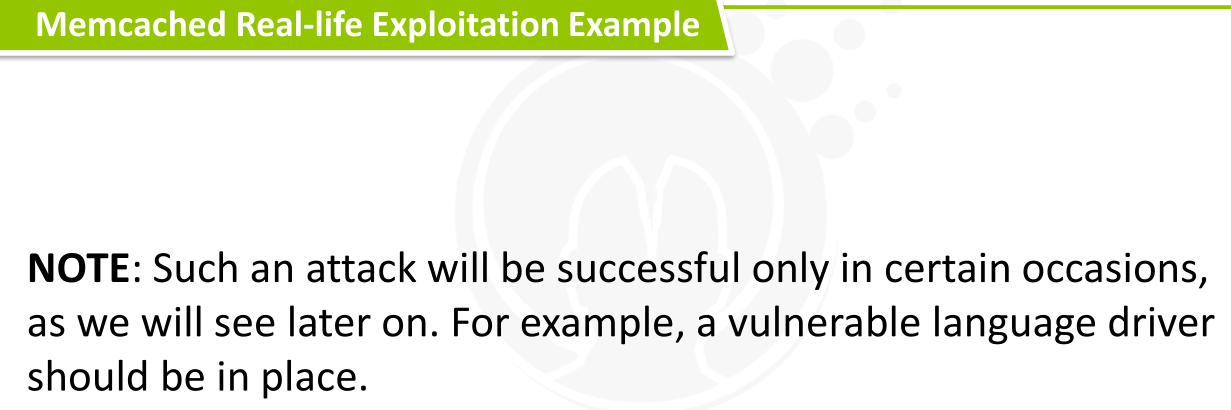 Memcached Real-life Exploitation Example
NOTE: Such an attack will be successful only in certain occasions,
as we will see later on. For example, a vulnerable language driver
should be in place.